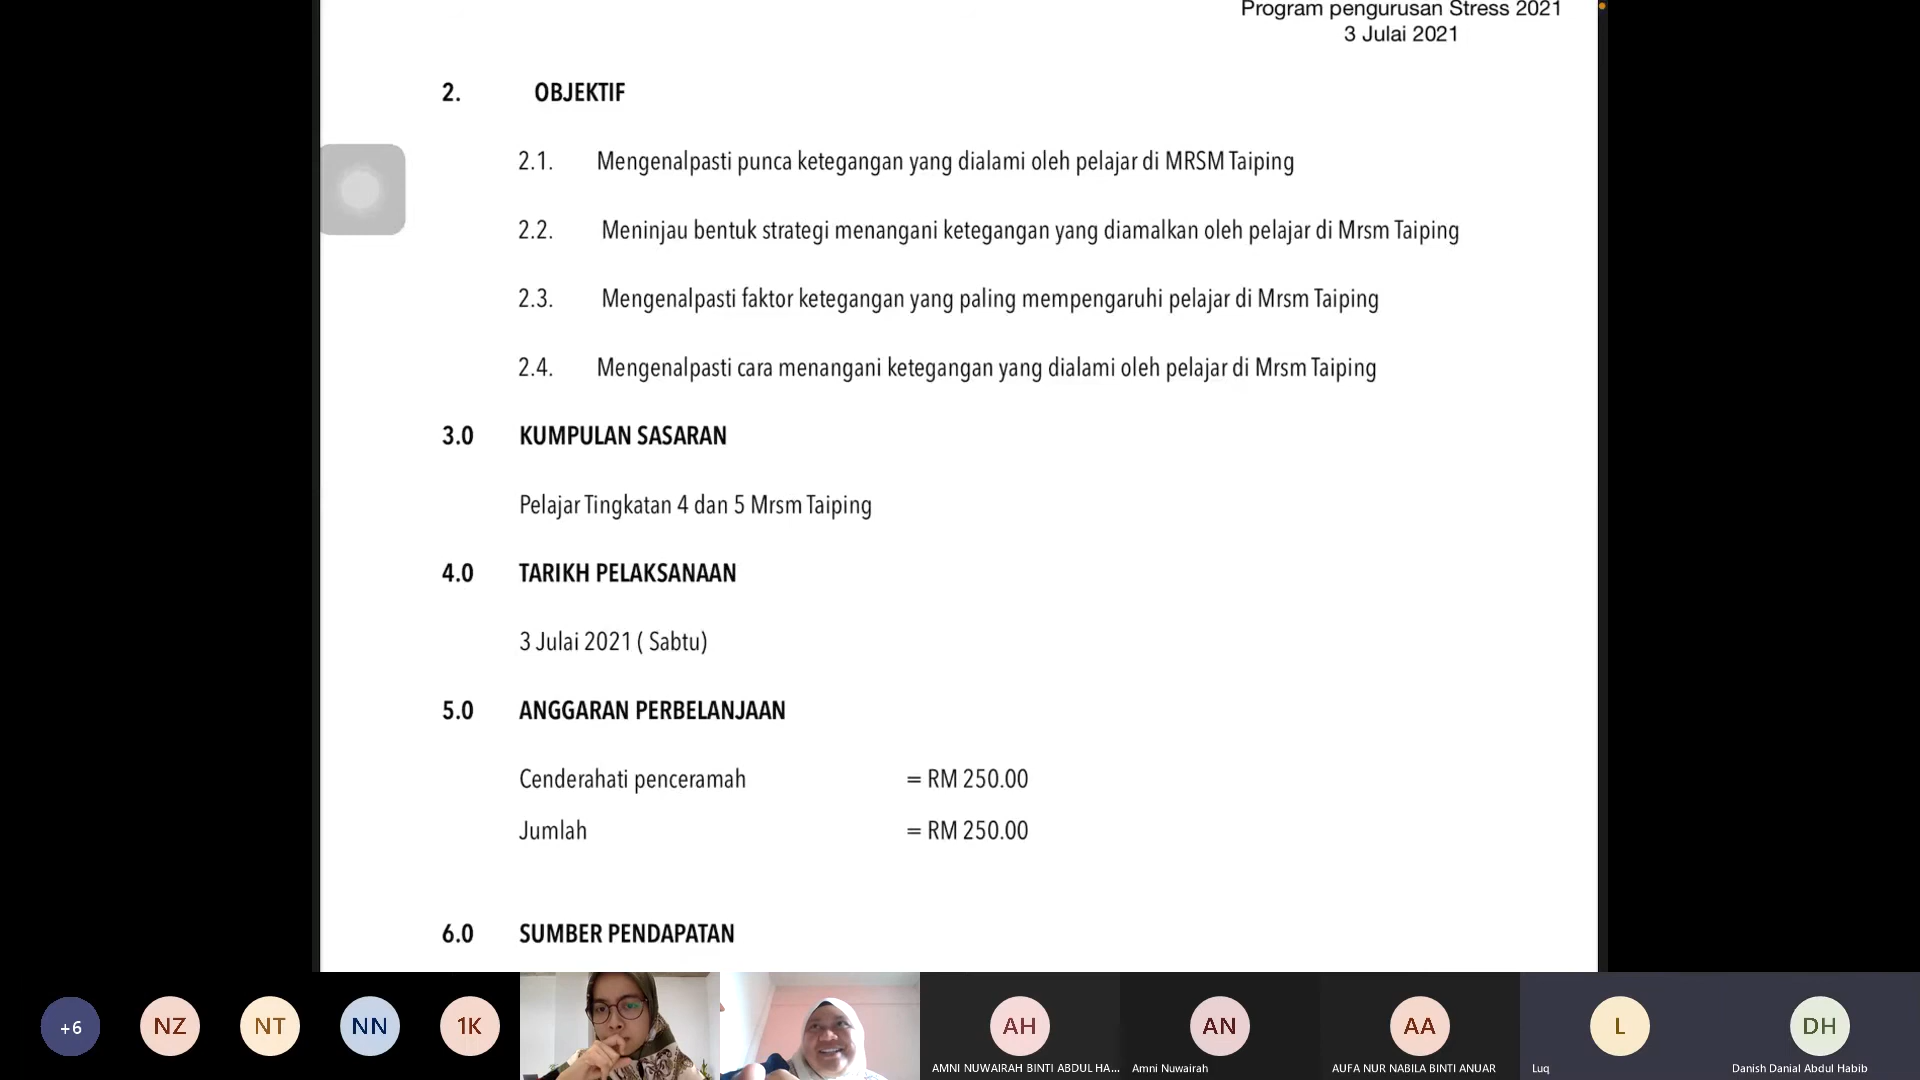 Program pengurusan Stress 2021
3 Julai 2021
2. OBJEKTIF
2.1. Mengenalpasti punca ketegangan yang dialami oleh pelajar di MRSM Taiping
2.2. Meninjau bentuk strategi menangani ketegangan yang diamalkan oleh pelajar di Mrsm Taiping
2.3. Mengenalpasti faktor ketegangan yang paling mempengaruhi pelajar di Mrsm Taiping
2.4. Mengenalpasti cara menangani ketegangan yang dialami oleh pelajar di Mrsm Taiping
3.0 KUMPULAN SASARAN
Pelajar Tingkatan 4 dan 5 Mrsm Taiping
4.0 TARIKH PELAKSANAAN
3 Julai 2021 ( Sabtu)
5.0 ANGGARAN PERBELANJAAN
Cenderahati penceramah = RM 250.00
Jumlah = RM 250.00
6.0 SUMBER PENDAPATAN
+6 NZ NT NN 1K AH AN AA L DH
AMNI NUWAIRAH BINTI ABDUL HA... Amni Nuwairah AUFA NUR NABILA BINTI ANUAR Luq Danish Danial Abdul Habib